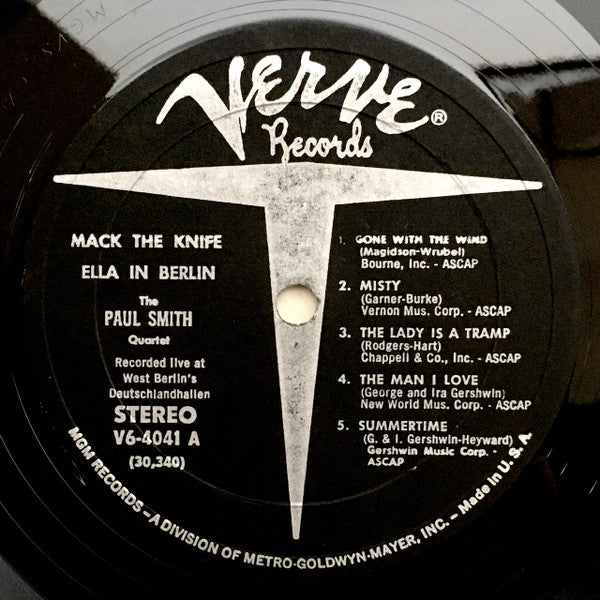 Verve®
Records
MACK THE KNIFE
ELLA IN BERLIN
The
PAUL SMITH
Quartet
Recorded live at
West Berlin's
Deutschlandhallen
STEREO
V6-4041 A
(30,340)
1. GONE WITH THE WIND
(Magidson-Wrubel)
Bourne, Inc. - ASCAP
2. MISTY
(Garner-Burke)
Vernon Mus. Corp. - ASCAP
3. THE LADY IS A TRAMP
(Rodgers-Hart)
Chappell & Co., Inc. - ASCAP
4. THE MAN I LOVE
(George and Ira Gershwin)
New World Mus. Corp. - ASCAP
5. SUMMERTIME
(G. & I. Gershwin-Heyward)
Gershwin Music Corp. -
ASCAP
MGM RECORDS – A DIVISION OF METRO-GOLDWYN-MAYER, INC. – Made in U. S. A.